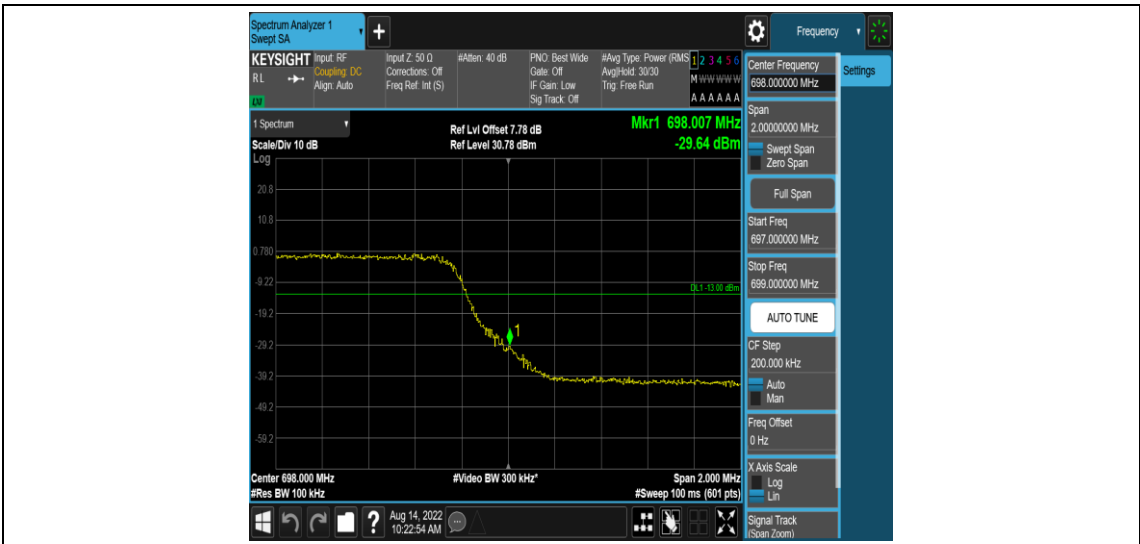 Spectrum Analyzer 1
Swept SA
+
Frequency
KEYSIGHT
RL
LXI
Input: RF
Coupling: DC
Align: Auto
Input Z: 50 Ω
Corrections: Off
Freq Ref: Int (S)
#Atten: 40 dB
PNO: Best Wide
Gate: Off
IF Gain: Low
Sig Track: Off
#Avg Type: Power (RMS
Avg|Hold: 30/30
Trig: Free Run
1 2 3 4 5 6
M W W W W W
A A A A A A
Center Frequency
698.000000 MHz
Settings
1 Spectrum
Scale/Div 10 dB
Log
Ref Lvl Offset 7.78 dB
Ref Level 30.78 dBm
Mkr1 698.007 MHz
-29.64 dBm
20.8
10.8
0.780
-9.22
-19.2
-29.2
-39.2
-49.2
-59.2
DL1 -13.00 dBm
1
Span
2.00000000 MHz
Swept Span
Zero Span
Full Span
Start Freq
697.000000 MHz
Stop Freq
699.000000 MHz
AUTO TUNE
CF Step
200.000 kHz
Auto
Man
Freq Offset
0 Hz
X Axis Scale
Log
Lin
Signal Track
(Span Zoom)
Center 698.000 MHz
#Res BW 100 kHz
#Video BW 300 kHz*
Span 2.000 MHz
#Sweep 100 ms (601 pts)
?
Aug 14, 2022
10:22:54 AM